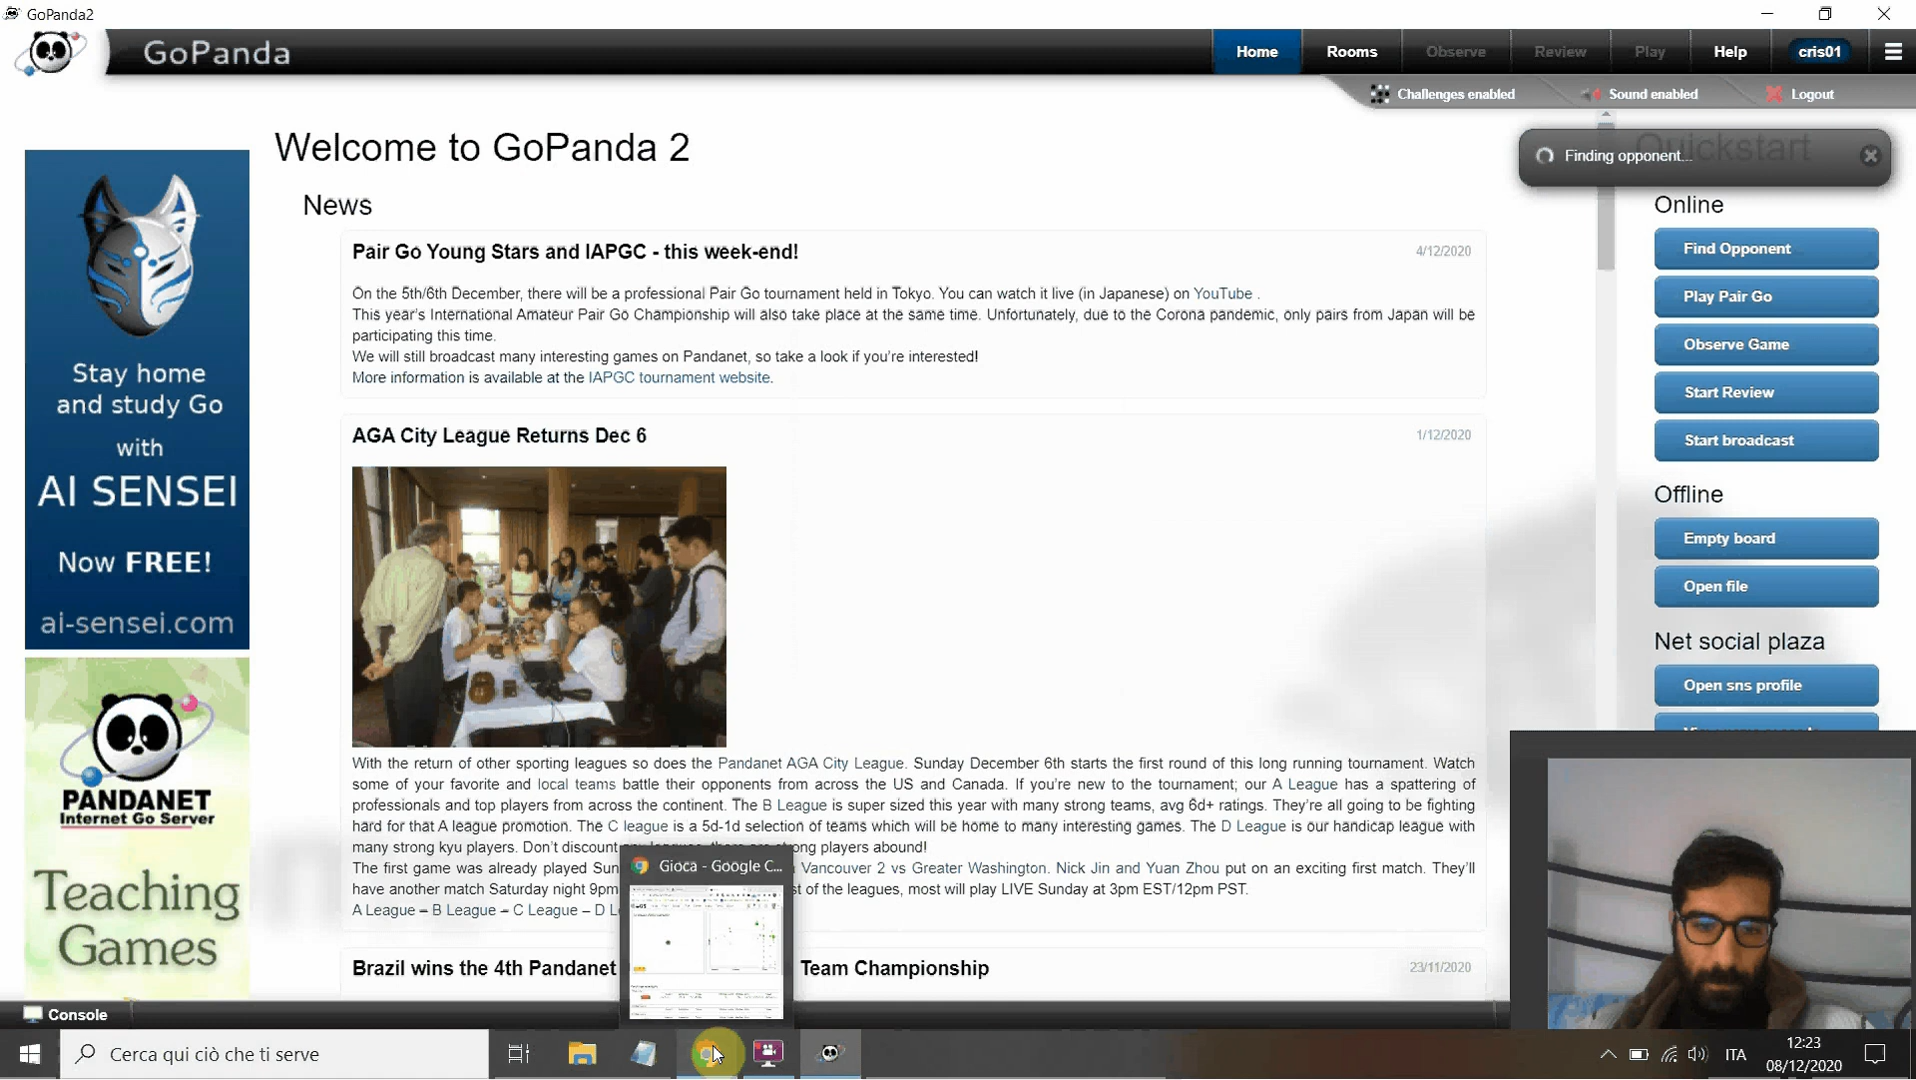 GoPanda2
GoPanda
Home
Rooms
Observe
Review
Play
Help
cris01
Challenges enabled
Sound enabled
Logout
Stay home
and study Go
with
AI SENSEI
Now FREE!
ai-sensei.com
PANDANET
Internet Go Server
Teaching
Games
Welcome to GoPanda 2
News
Pair Go Young Stars and IAPGC - this week-end!
4/12/2020
On the 5th/6th December, there will be a professional Pair Go tournament held in Tokyo. You can watch it live (in Japanese) on YouTube .
This year's International Amateur Pair Go Championship will also take place at the same time. Unfortunately, due to the Corona pandemic, only pairs from Japan will be
participating this time.
We will still broadcast many interesting games on Pandanet, so take a look if you're interested!
More information is available at the IAPGC tournament website.
AGA City League Returns Dec 6
1/12/2020
With the return of other sporting leagues so does the Pandanet AGA City League. Sunday December 6th starts the first round of this long running tournament. Watch
some of your favorite and local teams battle their opponents from across the US and Canada. If you're new to the tournament; our A League has a spattering of
professionals and top players from across the continent. The B League is super sized this year with many strong teams, avg 6d+ ratings. They're all going to be fighting
hard for that A league promotion. The C league is a 5d-1d selection of teams which will be home to many interesting games. The D League is our handicap league with
many strong kyu players. Don't discount strong players abound!
The first game was already played Sun Vancouver 2 vs Greater Washington. Nick Jin and Yuan Zhou put on an exciting first match. They'll
have another match Saturday night 9pm st of the leagues, most will play LIVE Sunday at 3pm EST/12pm PST.
A League – B League – C League – D L
Brazil wins the 4th Pandanet Team Championship
23/11/2020
Gioca - Google C...
Quickstart
Finding opponent...
Online
Find Opponent
Play Pair Go
Observe Game
Start Review
Start broadcast
Offline
Empty board
Open file
Net social plaza
Open sns profile
Console
Cerca qui ciò che ti serve
ITA
12:23
08/12/2020